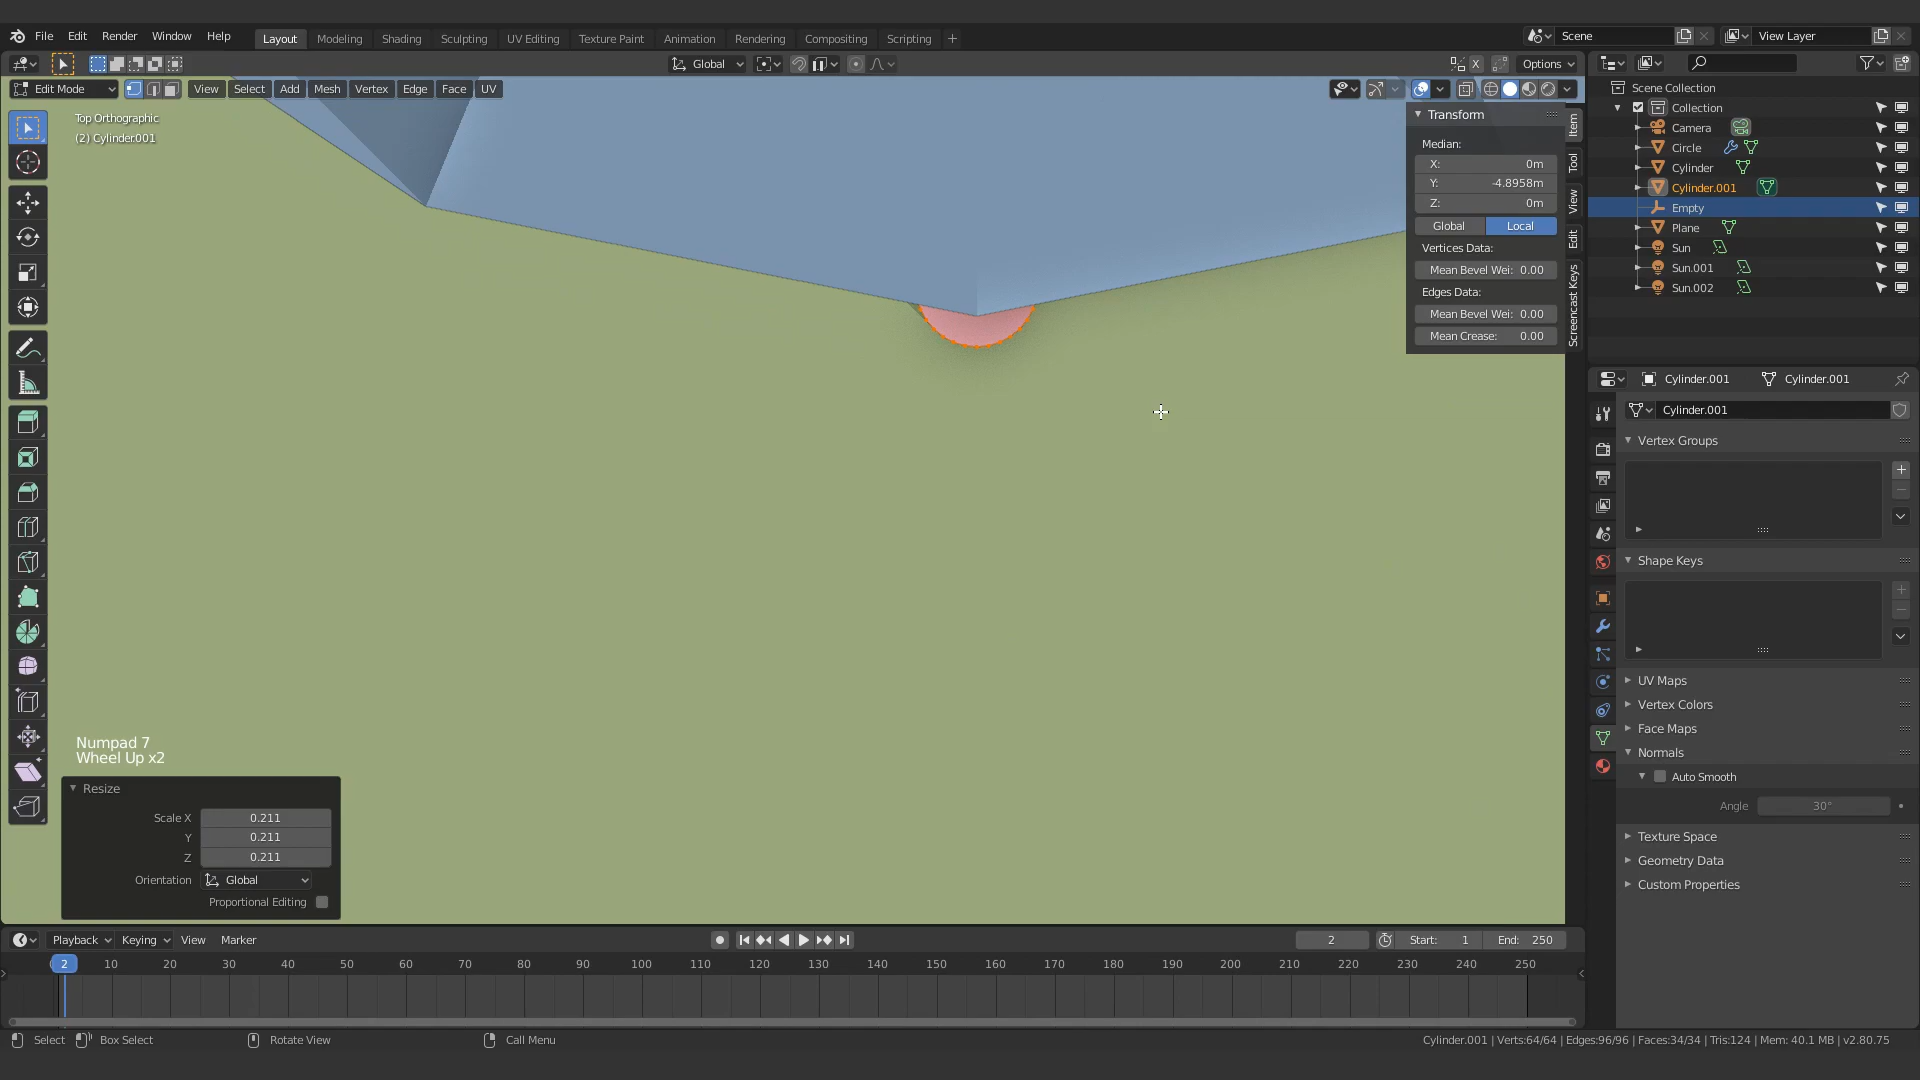 File Edit Render Window Help Layout Modeling Shading Sculpting UV Editing Texture Paint Animation Rendering Compositing Scripting + Scene View Layer
Global X Options
Edit Mode View Select Add Mesh Vertex Edge Face UV
Top Orthographic
(2) Cylinder.001
Transform
Median:
X: 0m
Y: -4.8958m
Z: 0m
Global Local
Vertices Data:
Mean Bevel Wei: 0.00
Edges Data:
Mean Bevel Wei: 0.00
Mean Crease: 0.00
Item
Tool
View
Edit
Screencast Keys
Scene Collection
Collection
Camera
Circle
Cylinder
Cylinder.001
Empty
Plane
Sun
Sun.001
Sun.002
Cylinder.001 Cylinder.001
Cylinder.001
Vertex Groups
Shape Keys
UV Maps
Vertex Colors
Face Maps
Normals
Auto Smooth
Angle 30°
Texture Space
Geometry Data
Custom Properties
Numpad 7
Wheel Up x2
Resize
Scale X 0.211
Y 0.211
Z 0.211
Orientation Global
Proportional Editing
Playback Keying View Marker 2 Start: 1 End: 250
2 10 20 30 40 50 60 70 80 90 100 110 120 130 140 150 160 170 180 190 200 210 220 230 240 250
Select Box Select Rotate View Call Menu Cylinder.001 | Verts:64/64 | Edges:96/96 | Faces:34/34 | Tris:124 | Mem: 40.1 MB | v2.80.75